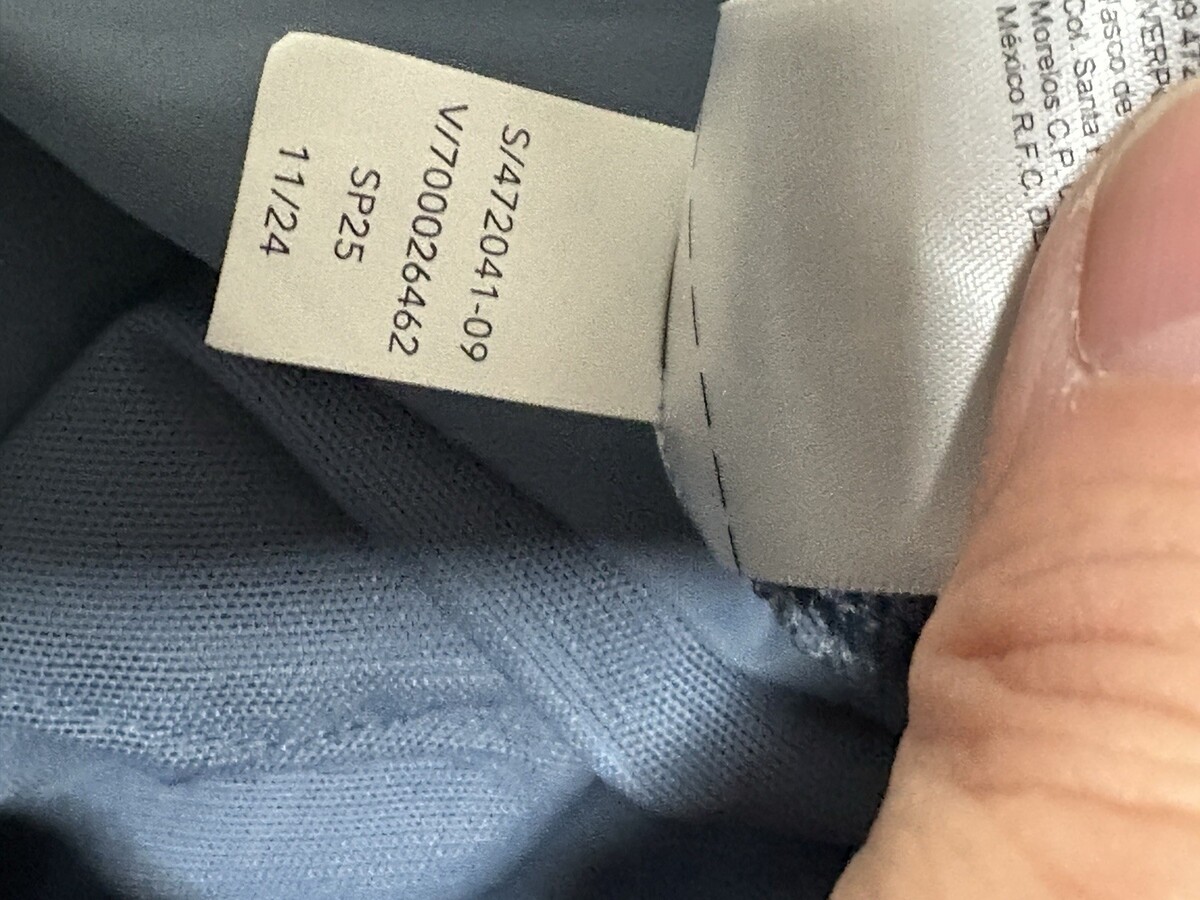 S/472041-09
V/700026462
SP25
11/24
Col. Santa
Morelos C.P.
México R.F.C.